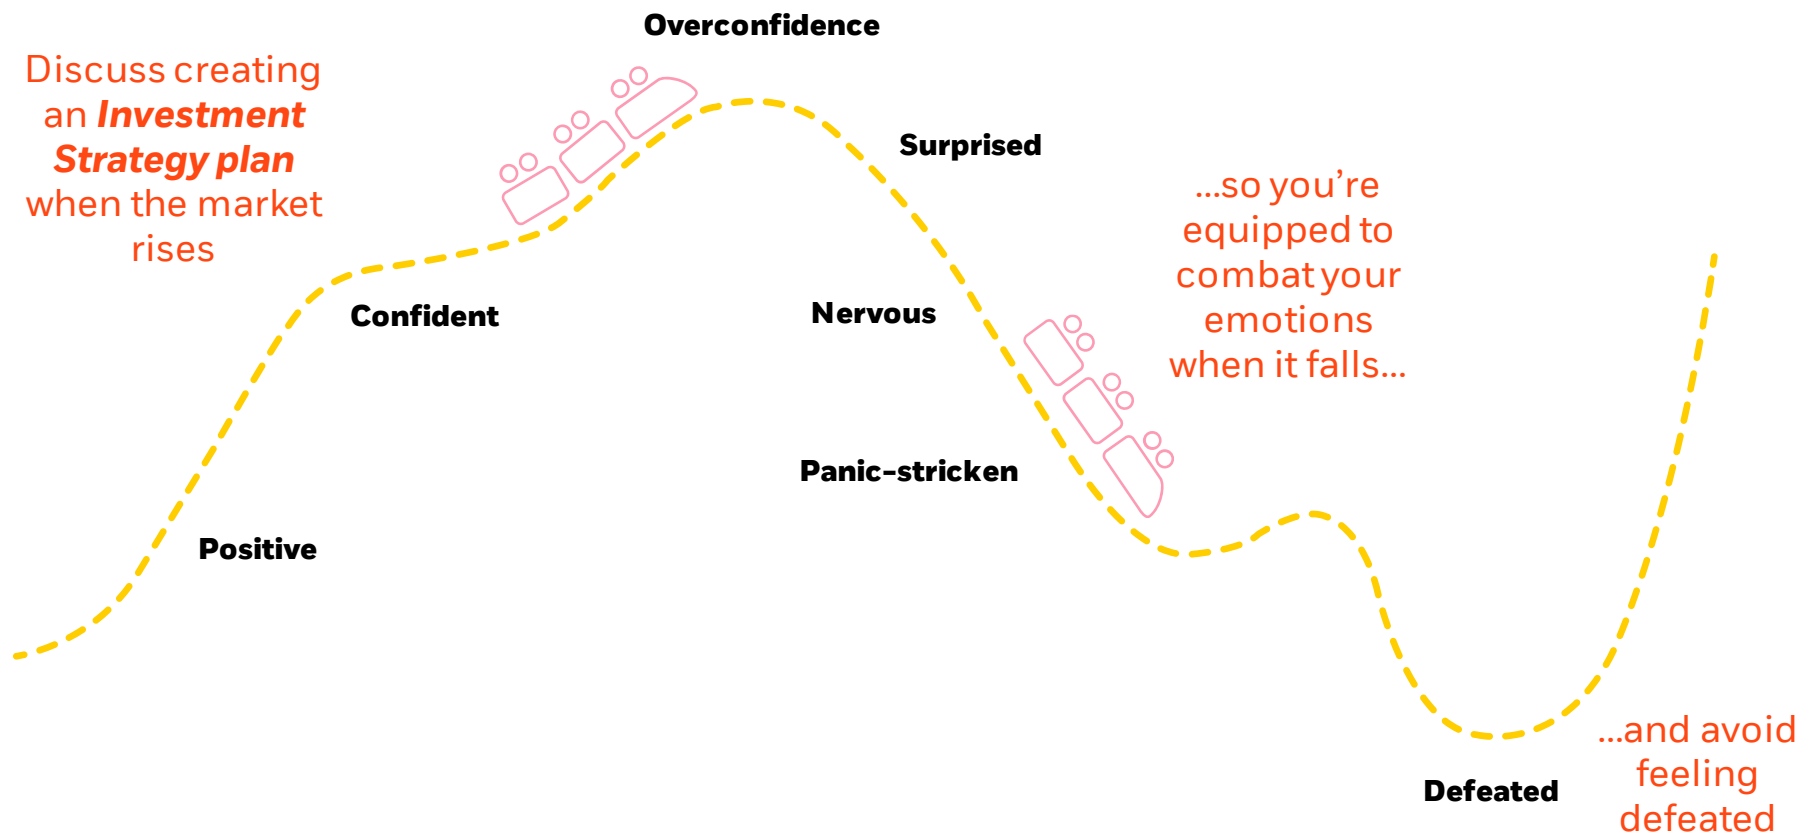 Overconfidence
Discuss creating
an Investment
Strategy plan
when the market
rises
Surprised
...so you're
equipped to
combat your
emotions
when it falls...
Confident
Nervous
Panic-stricken
Positive
...and avoid
feeling
defeated
Defeated